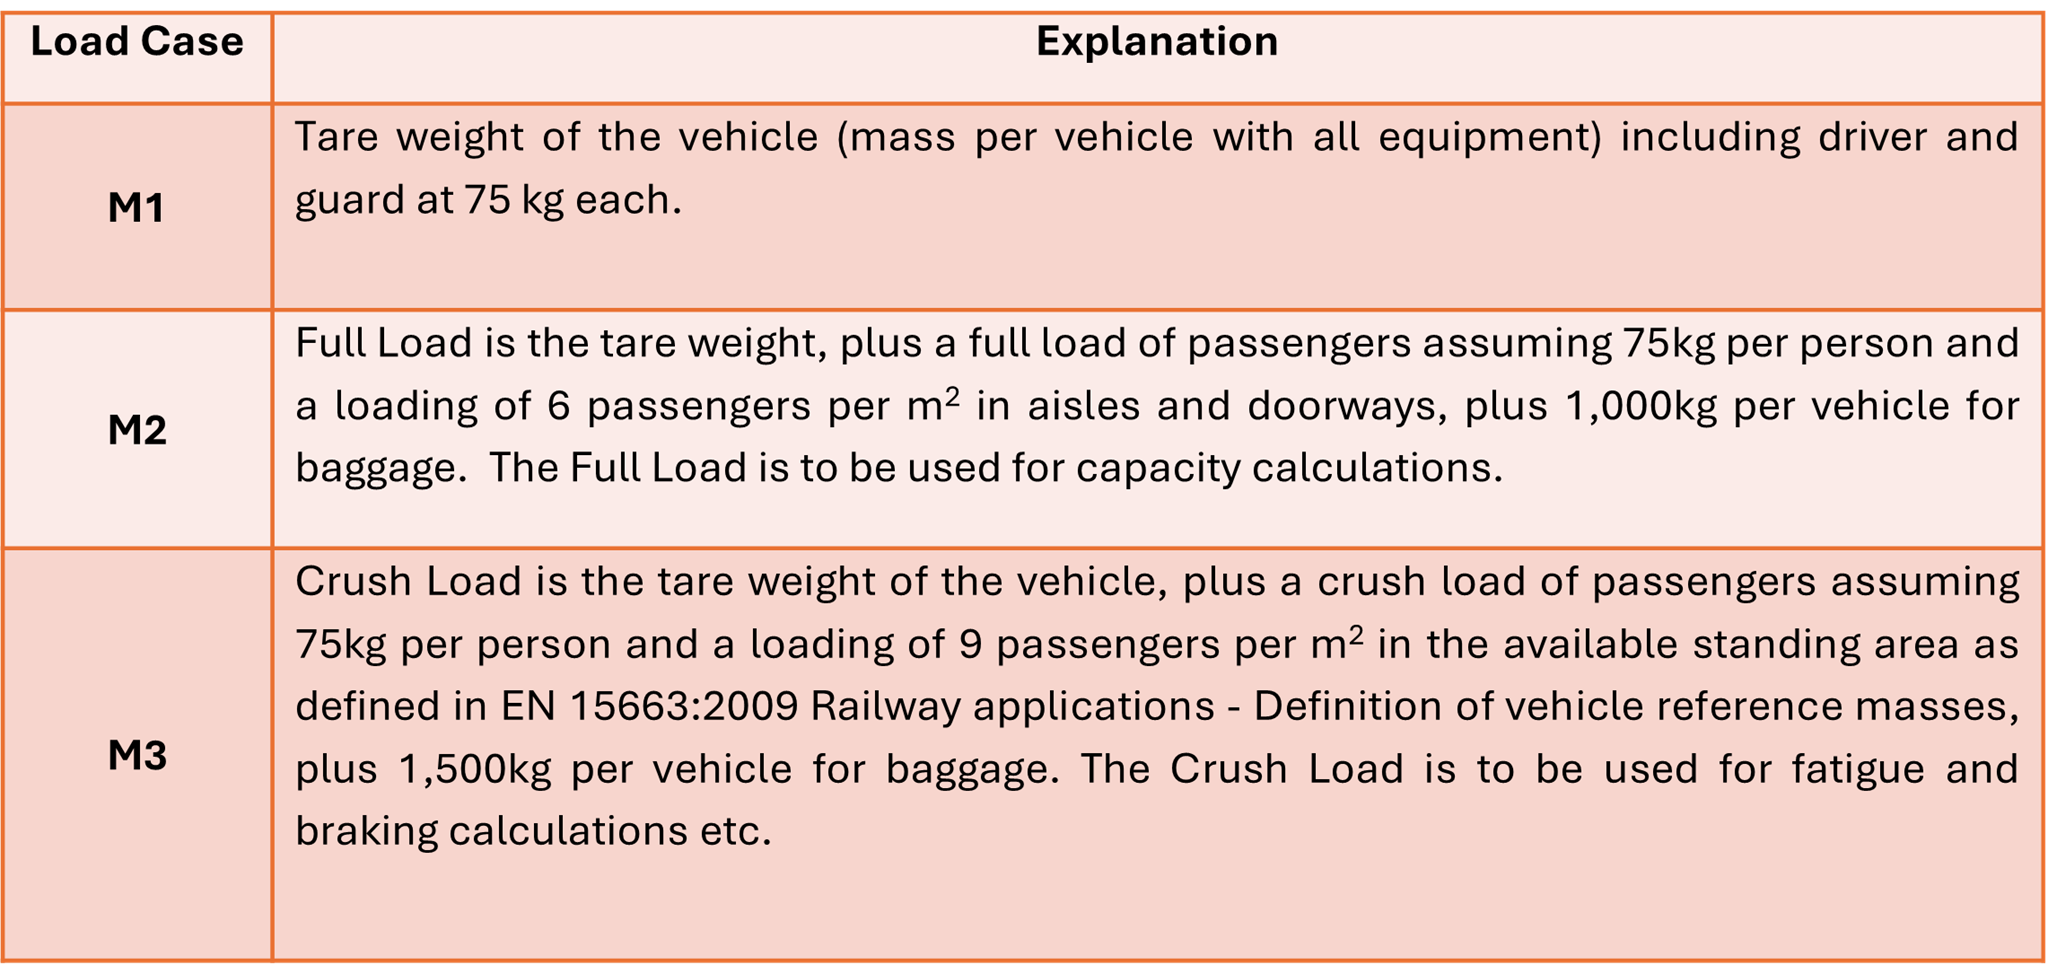 Load Case
Explanation
M1
Tare weight of the vehicle (mass per vehicle with all equipment) including driver and
guard at 75 kg each.
M2
Full Load is the tare weight, plus a full load of passengers assuming 75kg per person and
a loading of 6 passengers per m² in aisles and doorways, plus 1,000kg per vehicle for
baggage.  The Full Load is to be used for capacity calculations.
M3
Crush Load is the tare weight of the vehicle, plus a crush load of passengers assuming
75kg per person and a loading of 9 passengers per m² in the available standing area as
defined in EN 15663:2009 Railway applications - Definition of vehicle reference masses,
plus 1,500kg per vehicle for baggage. The Crush Load is to be used for fatigue and
braking calculations etc.